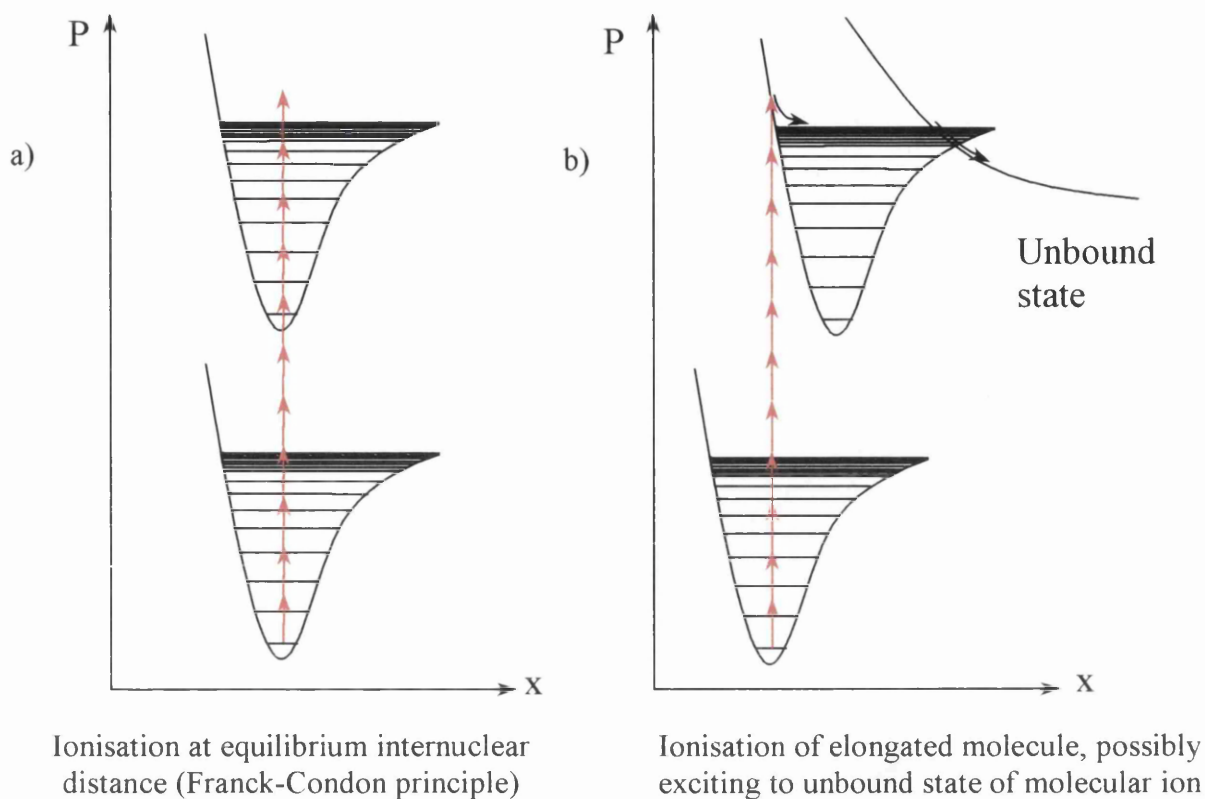 P
a)
x
Ionisation at equilibrium internuclear
distance (Franck-Condon principle)
P
b)
Unbound
state
x
Ionisation of elongated molecule, possibly
exciting to unbound state of molecular ion